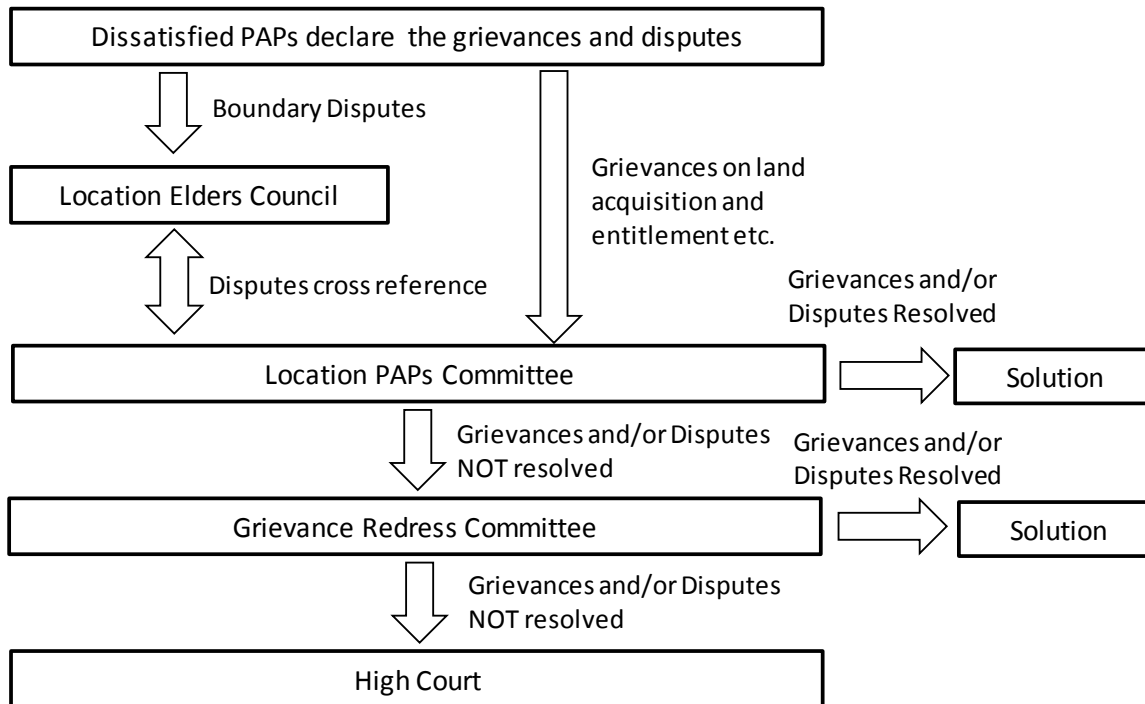 Dissatisfied PAPs declare the grievances and disputes
Boundary Disputes
Grievances on land
acquisition and
entitlement etc.
Location Elders Council
Disputes cross reference
Grievances and/or
Disputes Resolved
Location PAPs Committee
Solution
Grievances and/or Disputes
NOT resolved
Grievances and/or
Disputes Resolved
Grievance Redress Committee
Solution
Grievances and/or Disputes
NOT resolved
High Court